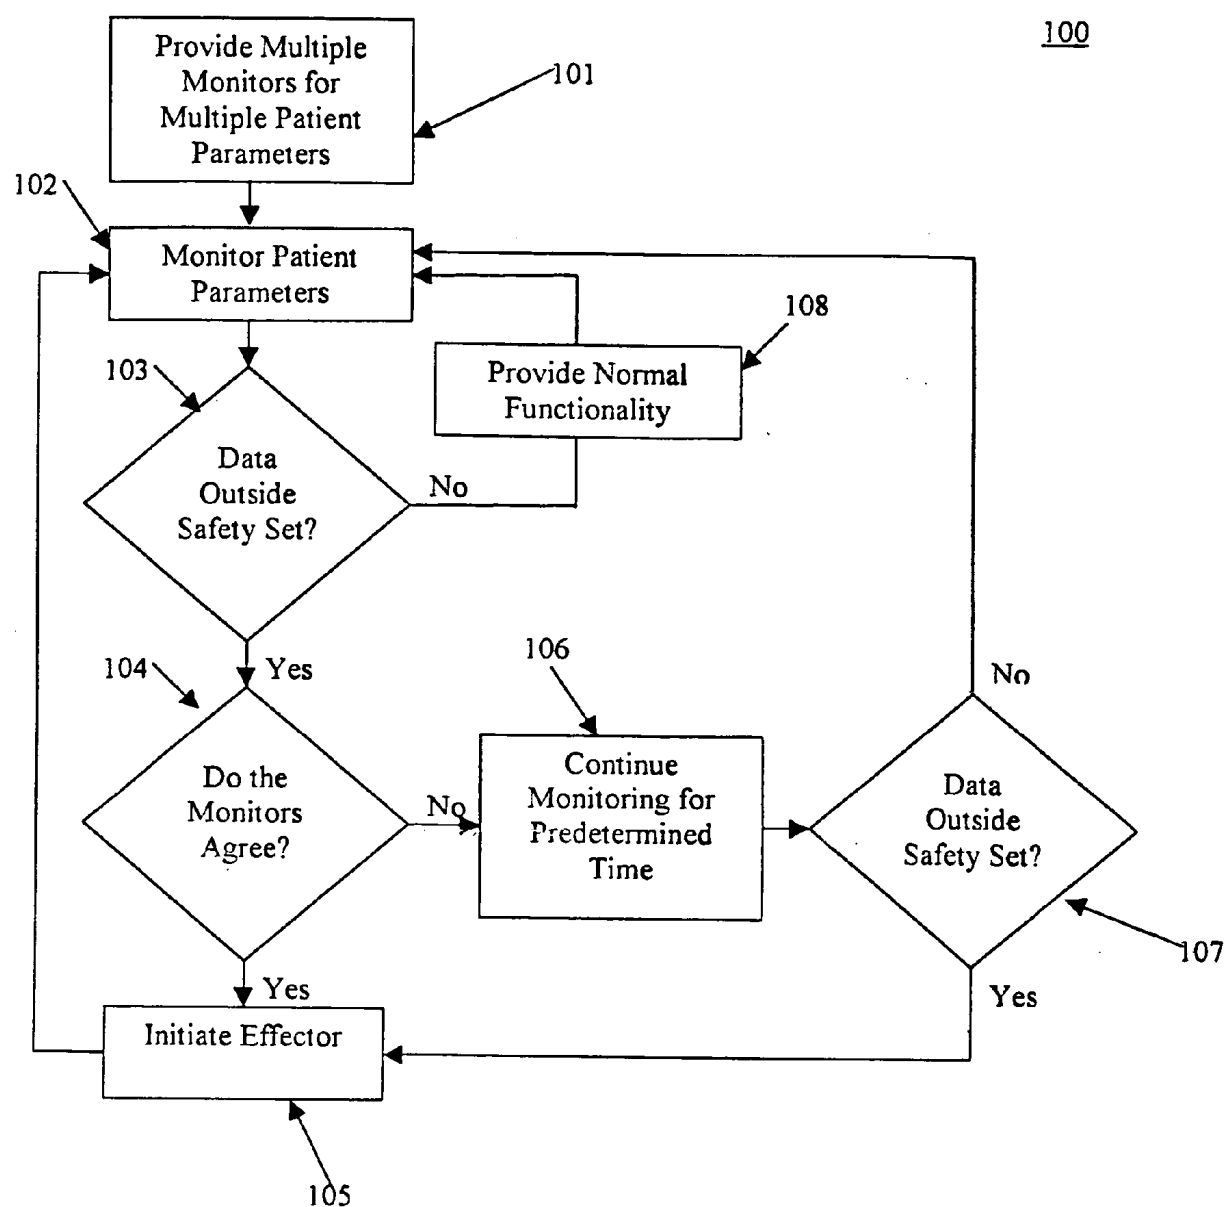 100
Provide Multiple
Monitors for
Multiple Patient
Parameters
101
102
Monitor Patient
Parameters
108
Provide Normal
Functionality
103
Data
Outside
Safety Set?
No
Yes
104
Do the
Monitors
Agree?
No
106
Continue
Monitoring for
Predetermined
Time
No
Data
Outside
Safety Set?
107
Yes
Yes
Initiate Effector
105